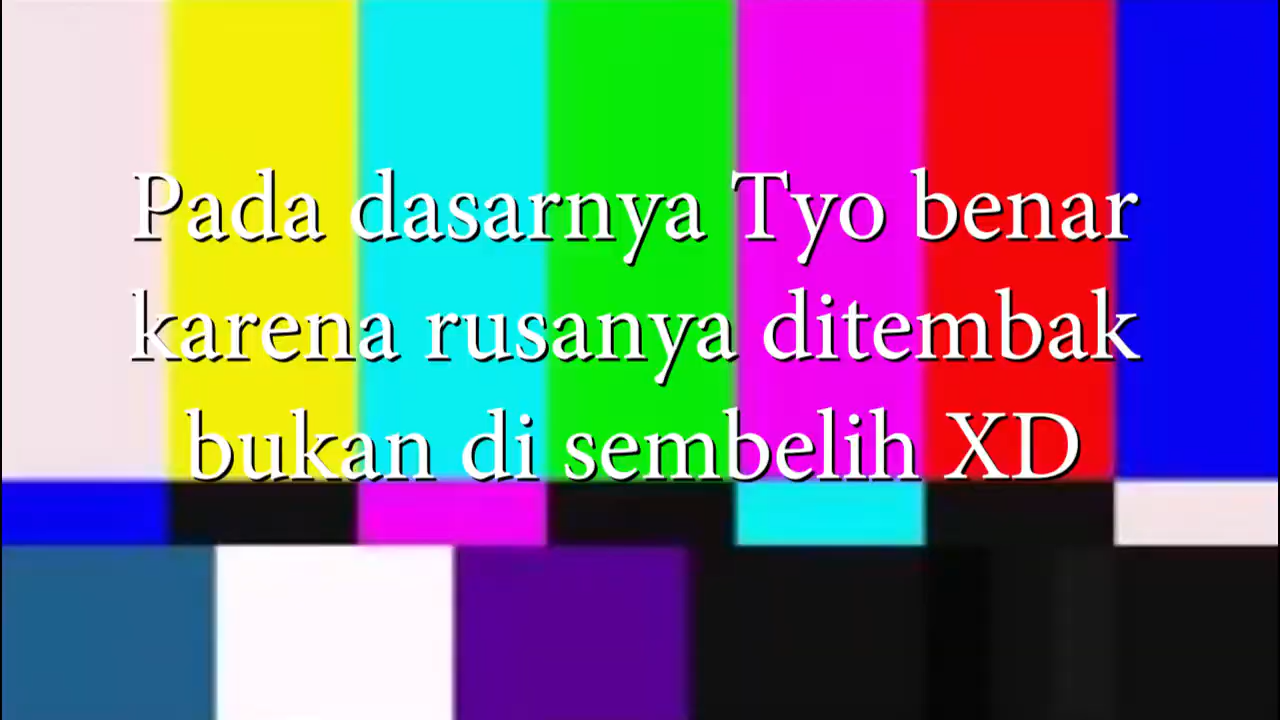 Pada dasarnya Tyo benar
karena rusanya ditembak
bukan di sembelih XD